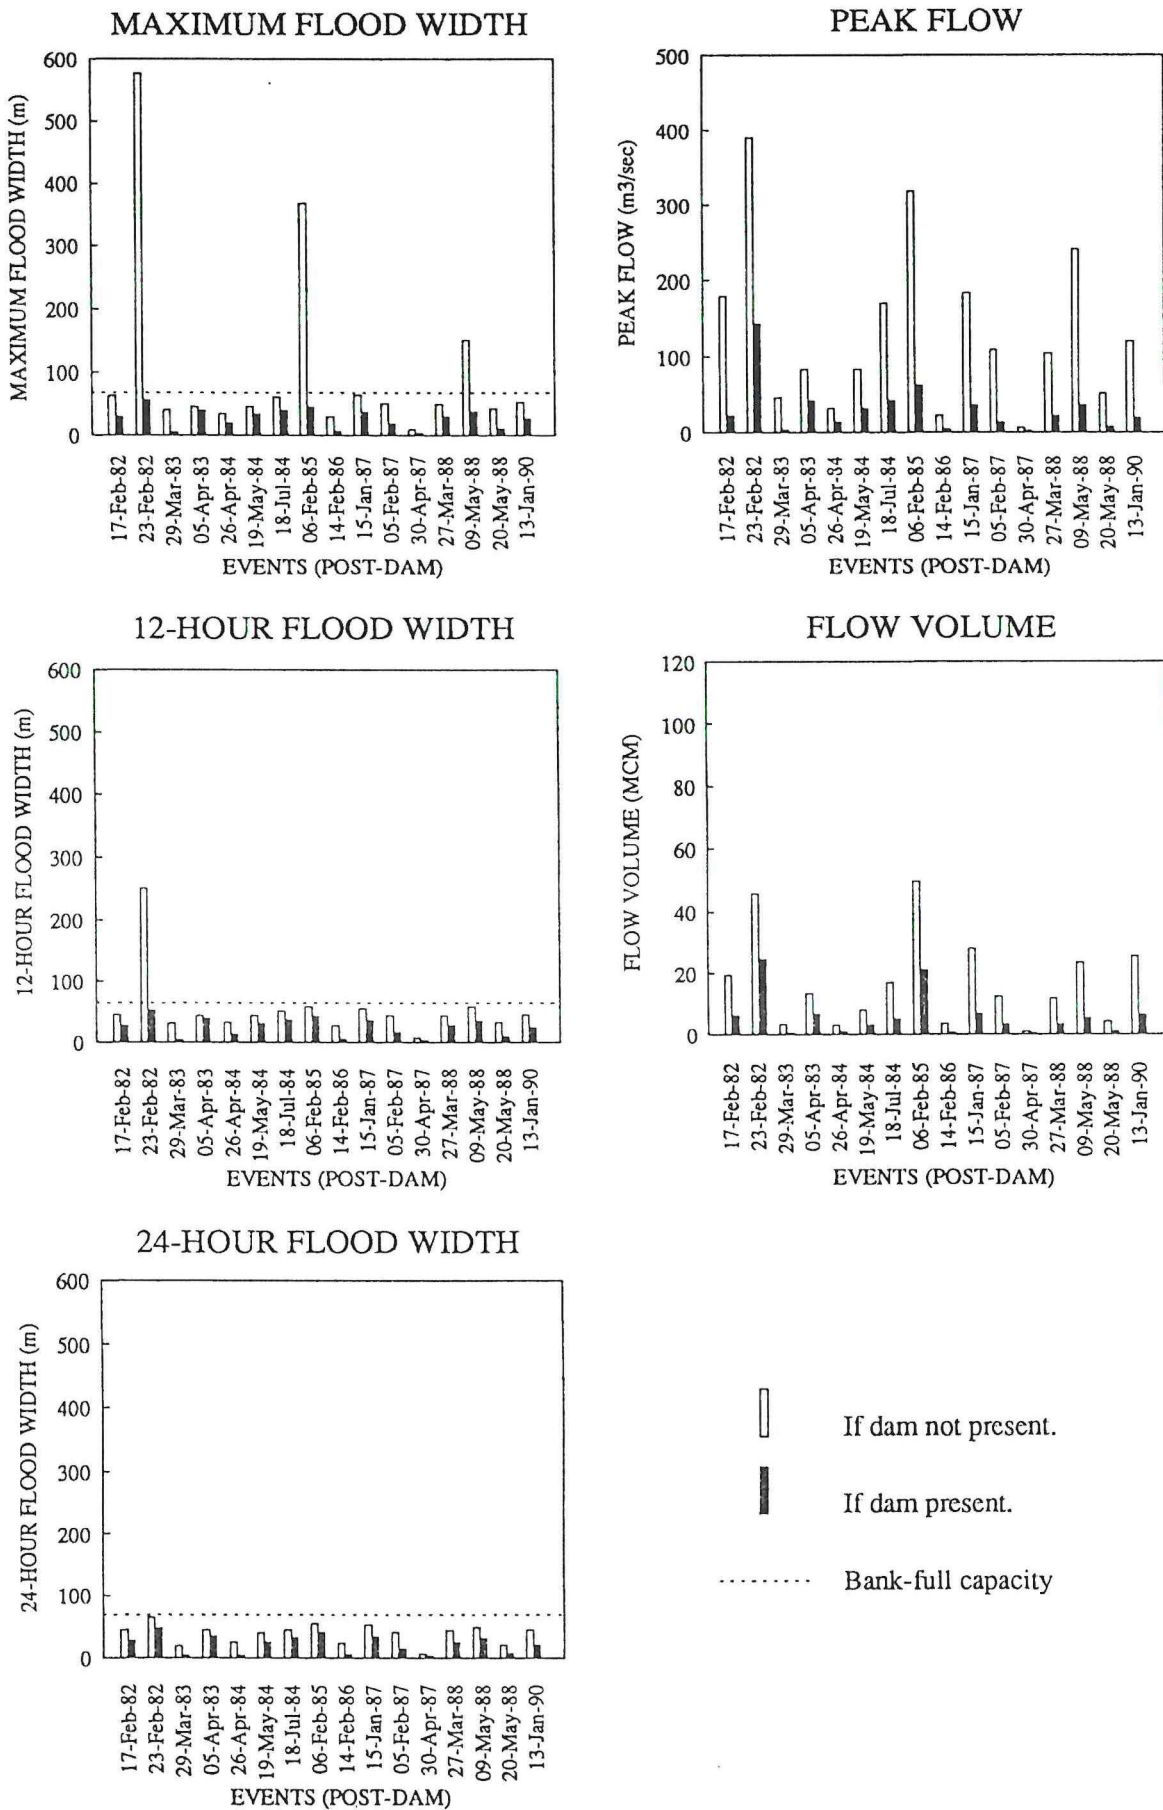 MAXIMUM FLOOD WIDTH
MAXIMUM FLOOD WIDTH (m)
600
500
400
300
200
100
0
17-Feb-82
23-Feb-82
29-Mar-83
05-Apr-83
26-Apr-84
19-May-84
18-Jul-84
06-Feb-85
14-Feb-86
15-Jan-87
05-Feb-87
30-Apr-87
27-Mar-88
09-May-88
20-May-88
13-Jan-90
EVENTS (POST-DAM)
PEAK FLOW
PEAK FLOW (m3/sec)
500
400
300
200
100
0
17-Feb-82
23-Feb-82
29-Mar-83
05-Apr-83
26-Apr-84
19-May-84
18-Jul-84
06-Feb-85
14-Feb-86
15-Jan-87
05-Feb-87
30-Apr-87
27-Mar-88
09-May-88
20-May-88
13-Jan-90
EVENTS (POST-DAM)
12-HOUR FLOOD WIDTH
12-HOUR FLOOD WIDTH (m)
600
500
400
300
200
100
0
17-Feb-82
23-Feb-82
29-Mar-83
05-Apr-83
26-Apr-84
19-May-84
18-Jul-84
06-Feb-85
14-Feb-86
15-Jan-87
05-Feb-87
30-Apr-87
27-Mar-88
09-May-88
20-May-88
13-Jan-90
EVENTS (POST-DAM)
FLOW VOLUME
FLOW VOLUME (MCM)
120
100
80
60
40
20
0
17-Feb-82
23-Feb-82
29-Mar-83
05-Apr-83
26-Apr-84
19-May-84
18-Jul-84
06-Feb-85
14-Feb-86
15-Jan-87
05-Feb-87
30-Apr-87
27-Mar-88
09-May-88
20-May-88
13-Jan-90
EVENTS (POST-DAM)
24-HOUR FLOOD WIDTH
24-HOUR FLOOD WIDTH (m)
600
500
400
300
200
100
0
17-Feb-82
23-Feb-82
29-Mar-83
05-Apr-83
26-Apr-84
19-May-84
18-Jul-84
06-Feb-85
14-Feb-86
15-Jan-87
05-Feb-87
30-Apr-87
27-Mar-88
09-May-88
20-May-88
13-Jan-90
EVENTS (POST-DAM)
If dam not present.
If dam present.
Bank-full capacity